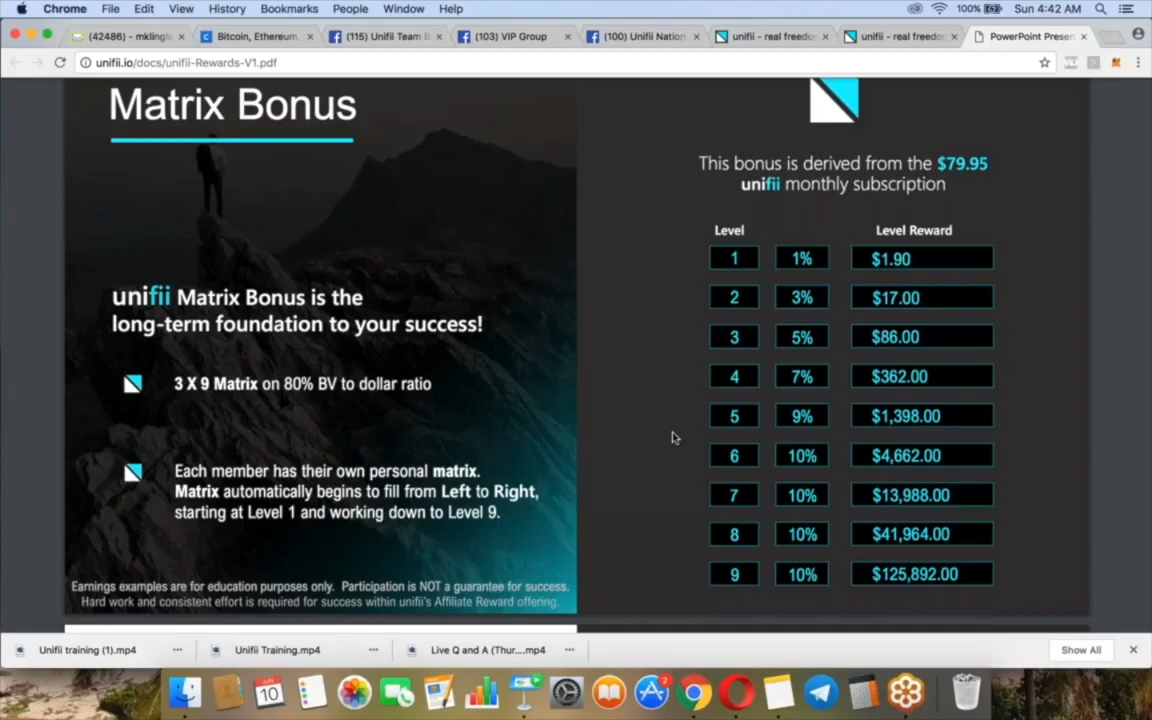 Chrome File Edit View History Bookmarks People Window Help 100% Sun 4:42 AM
(42486) - mklingle Bitcoin, Ethereum, (115) Unifii Team B (103) VIP Group (100) Unifii Nation unifii - real freedo unifii - real freedo PowerPoint Presen
unifii.io/docs/unifii-Rewards-V1.pdf
Matrix Bonus
unifii Matrix Bonus is the
long-term foundation to your success!
3 X 9 Matrix on 80% BV to dollar ratio
Each member has their own personal matrix.
Matrix automatically begins to fill from Left to Right,
starting at Level 1 and working down to Level 9.
Earnings examples are for education purposes only. Participation is NOT a guarantee for success.
Hard work and consistent effort is required for success within unifii's Affiliate Reward offering.
This bonus is derived from the $79.95
unifii monthly subscription
Level Level Reward
1 1% $1.90
2 3% $17.00
3 5% $86.00
4 7% $362.00
5 9% $1,398.00
6 10% $4,662.00
7 10% $13,988.00
8 10% $41,964.00
9 10% $125,892.00
Unifii training (1).mp4 Unifii Training.mp4 Live Q and A (Thur....mp4 Show All
JUN
10
2